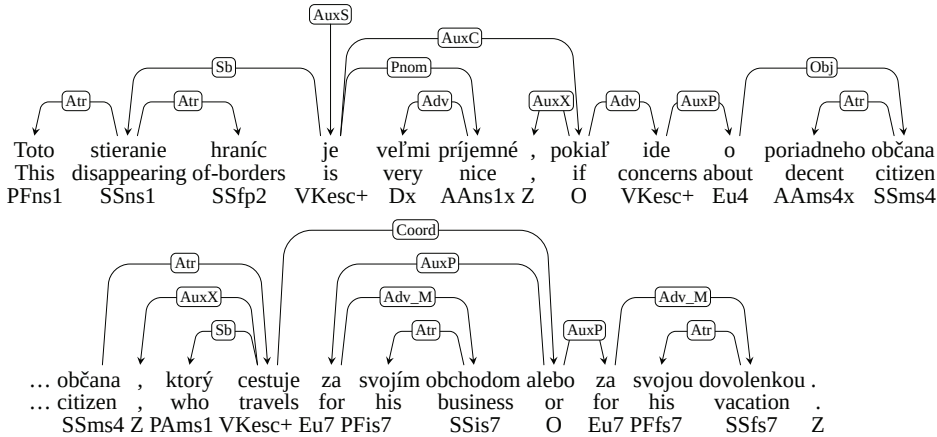 AuxS
AuxC
Sb Pnom Obj
Atr Atr Adv AuxX Adv AuxP Atr
Toto stieranie hraníc je veľmi príjemné , pokiaľ ide o poriadneho občana
This disappearing of-borders is very nice , if concerns about decent citizen
PFns1 SSns1 SSfp2 VKesc+ Dx AAns1x Z O VKesc+ Eu4 AAms4x SSms4
Coord
Atr AuxP
AuxX Adv_M Adv_M
Sb Atr AuxP Atr
... občana , ktorý cestuje za svojím obchodom alebo za svojou dovolenkou .
... citizen , who travels for his business or for his vacation .
SSms4 Z PAms1 VKesc+ Eu7 PFis7 SSis7 O Eu7 PFfs7 SSfs7 Z